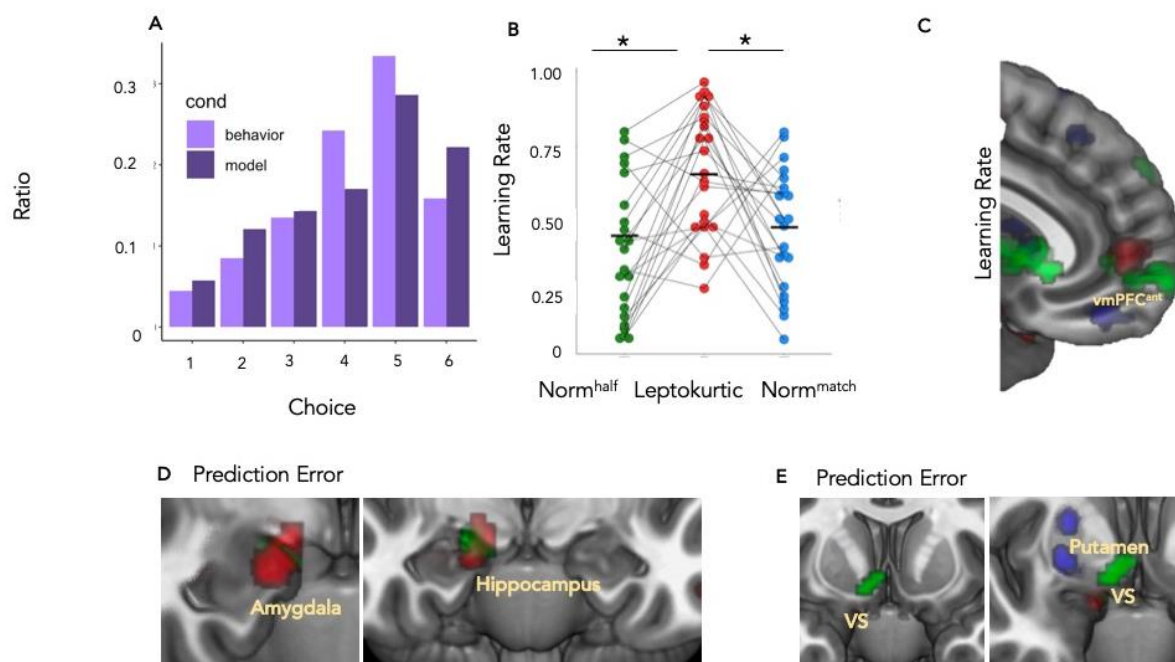 A
Ratio
0.3
0.2
0.1
0
cond
behavior
model
1 2 3 4 5 6
Choice
B
* *
Learning Rate
1.00
0.75
0.50
0.25
0
Norm^half Leptokurtic Norm^match
C
Learning Rate
vmPFC^ant
D Prediction Error
Amygdala
Hippocampus
E Prediction Error
VS
Putamen
VS